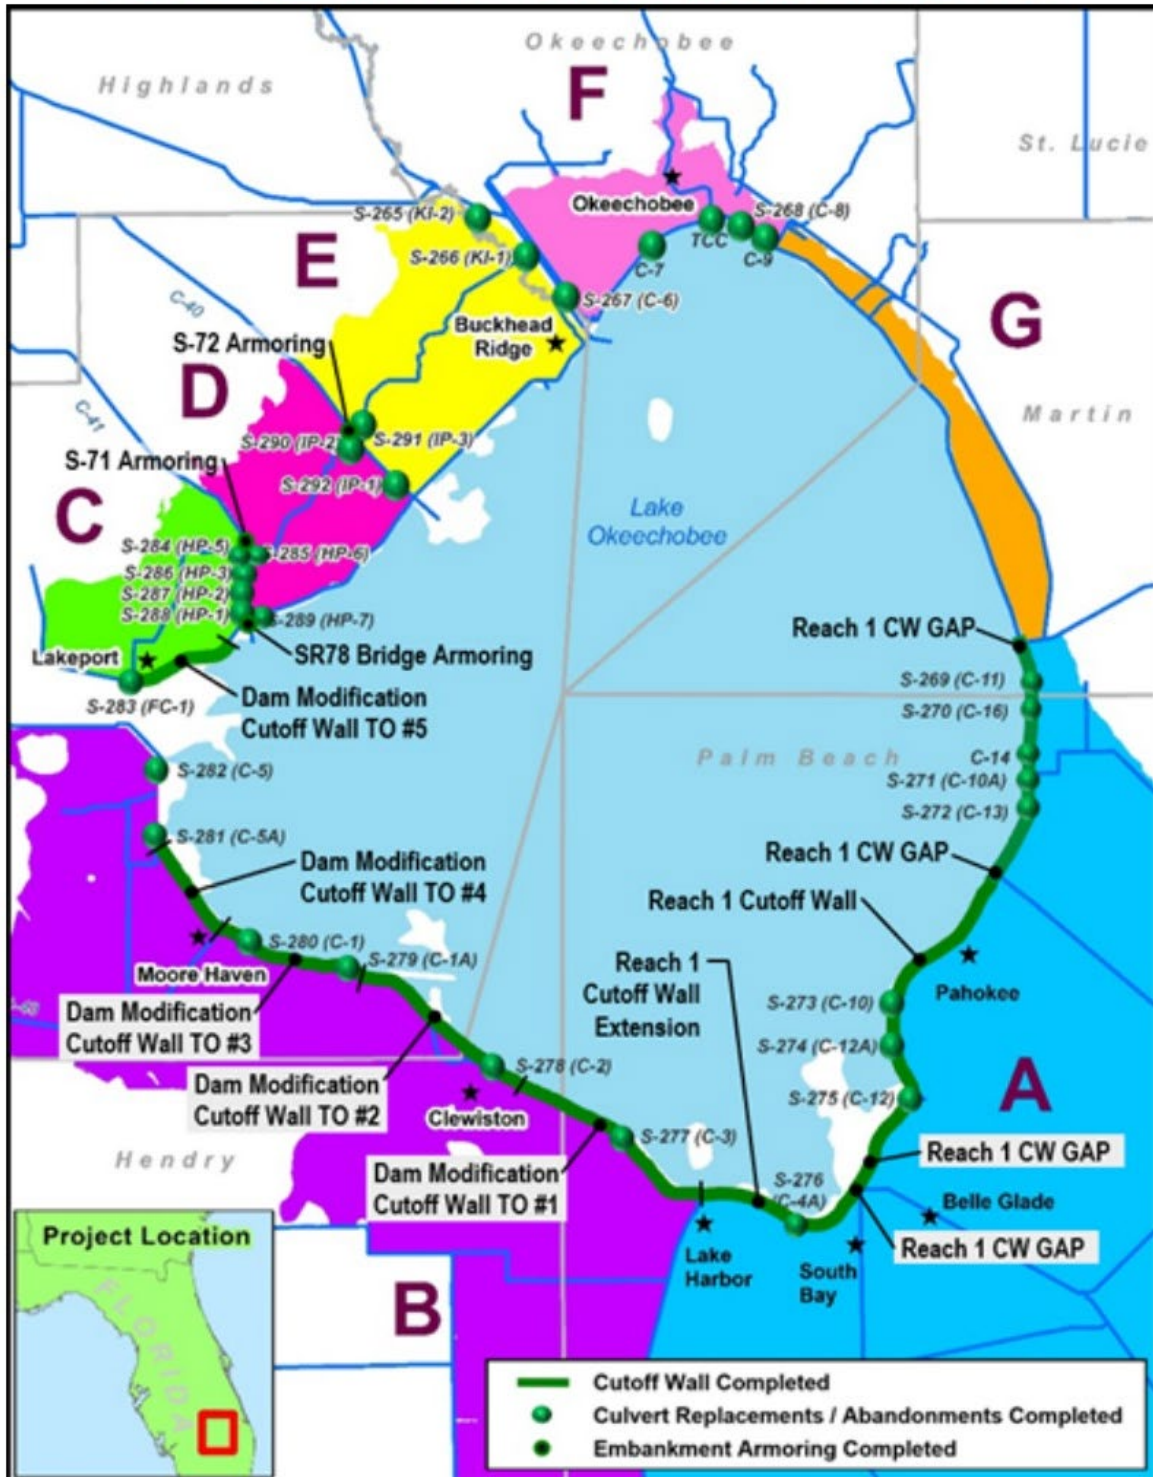 Okeechobee
Highlands
F
St. Lucie
Okeechobee
S-265 (KI-2)
S-268 (C-8)
TCC
C-9
C-7
E
S-266 (KI-1)
S-267 (C-6)
C-40
Buckhead
Ridge
G
S-72 Armoring
D
Martin
C-41
S-290 (IP-2)
S-291 (IP-3)
S-71 Armoring
S-292 (IP-1)
C
Lake
Okeechobee
S-284 (HP-5)
S-285 (HP-6)
S-286 (HP-3)
S-287 (HP-2)
S-288 (HP-1)
S-289 (HP-7)
Reach 1 CW GAP
Lakeport
SR78 Bridge Armoring
S-269 (C-11)
S-283 (FC-1)
Dam Modification
Cutoff Wall TO #5
S-270 (C-16)
Palm Beach
C-14
S-282 (C-5)
S-271 (C-10A)
S-272 (C-13)
S-281 (C-5A)
Reach 1 CW GAP
Dam Modification
Cutoff Wall TO #4
Reach 1 Cutoff Wall
S-280 (C-1)
S-279 (C-1A)
Moore Haven
Reach 1
Cutoff Wall
Extension
Pahokee
S-273 (C-10)
Dam Modification
Cutoff Wall TO #3
S-274 (C-12A)
S-278 (C-2)
Dam Modification
Cutoff Wall TO #2
A
S-275 (C-12)
Clewiston
S-277 (C-3)
Hendry
Reach 1 CW GAP
Dam Modification
Cutoff Wall TO #1
S-276
(C-4A)
Belle Glade
Reach 1 CW GAP
Lake
Harbor
South
Bay
B
Project Location
FLORIDA
Cutoff Wall Completed
Culvert Replacements / Abandonments Completed
Embankment Armoring Completed